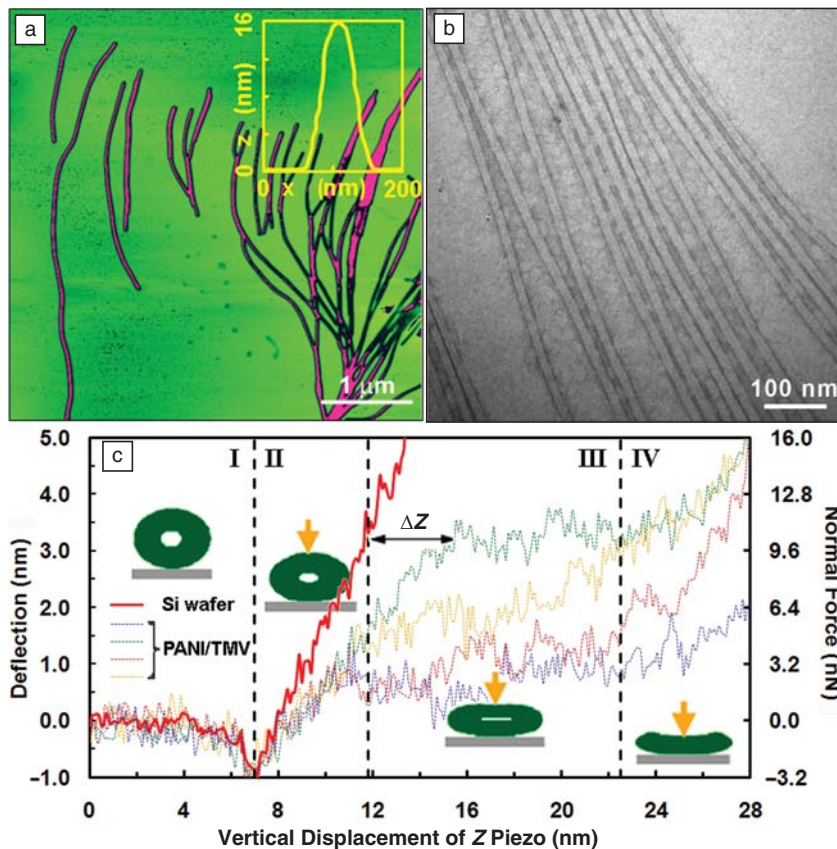 a
16
z (nm)
0
0 x (nm) 200
1 μm
b
100 nm
c
5.0
4.0
3.0
2.0
1.0
0.0
−1.0
Deflection (nm)
I
II
III
IV
ΔZ
Si wafer
PANI/TMV
16.0
12.8
9.6
6.4
3.2
0.0
−3.2
Normal Force (nN)
0 4 8 12 16 20 24 28
Vertical Displacement of Z Piezo (nm)